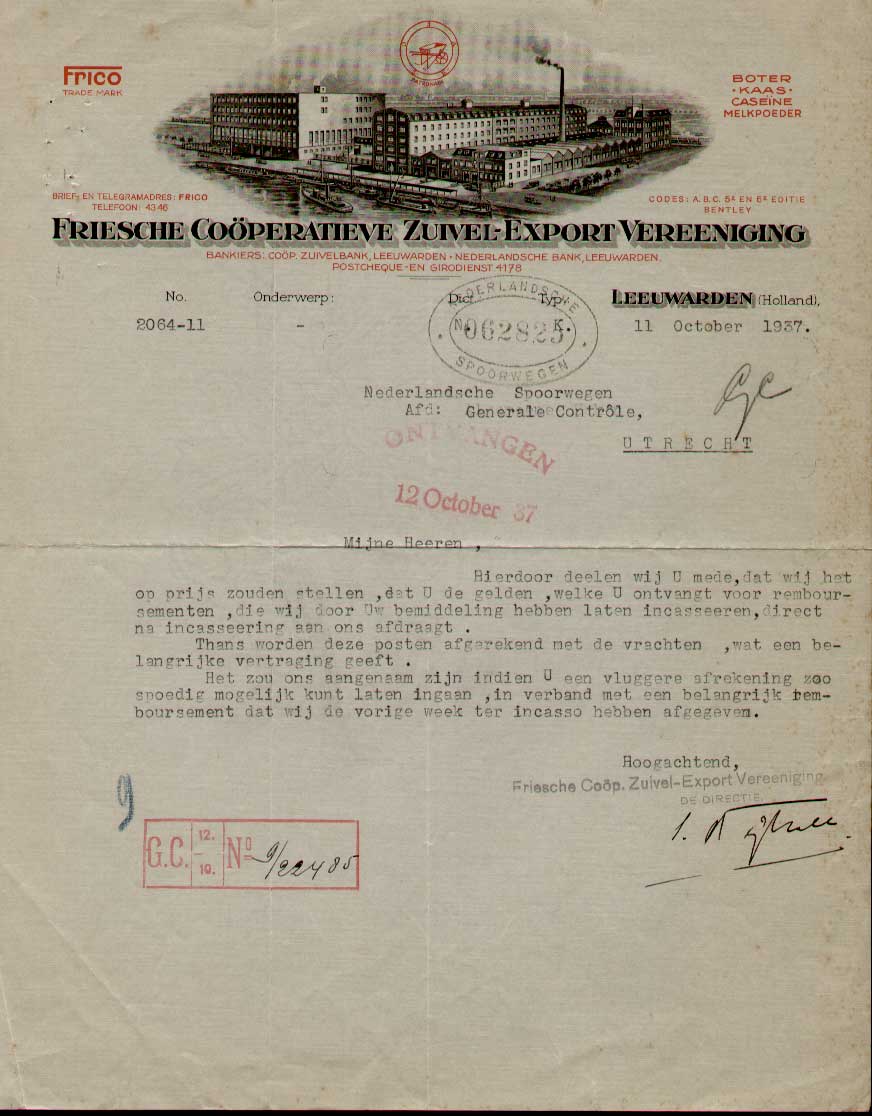 Frico
TRADE MARK
PATRONAH
BOTER
·KAAS·
CASEÏNE
MELKPOEDER
BRIEF- EN TELEGRAMADRES: FRICO
TELEFOON: 4346
CODES: A.B.C. 5E EN 6E EDITIE
BENTLEY
FRIESCHE COÖPERATIEVE ZUIVEL-EXPORT VEREENIGING
BANKIERS: COÖP. ZUIVELBANK, LEEUWARDEN · NEDERLANDSCHE BANK, LEEUWARDEN.
POSTCHEQUE- EN GIRODIENST 4178
No. Onderwerp: Dict. Typ. LEEUWARDEN (Holland),
2064-11 - K. 11 October 1937.
NEDERLANDSCHE
No 062825
SPOORWEGEN
Nederlandsche Spoorwegen
Afd: Generale Contrôle,
UTRECHT
ONTVANGEN
12 October 37
Mijne Heeren ,
Hierdoor deelen wij U mede,dat wij het
op prijs zouden stellen ,dat U de gelden ,welke U ontvangt voor rembour-
sementen ,die wij door Uw bemiddeling hebben laten incasseeren,direct
na incasseering aan ons afdraagt .
Thans worden deze posten afgerekend met de vrachten ,wat een be-
langrijke vertraging geeft .
Het zou ons aangenaam zijn indien U een vluggere afrekening zoo
spoedig mogelijk kunt laten ingaan ,in verband met een belangrijk rem-
boursement dat wij de vorige week ter incasso hebben afgegeven.
Hoogachtend,
Friesche Coöp. Zuivel-Export Vereeniging
DE DIRECTIE,
9
G.C. 12. 10. No 9/22485